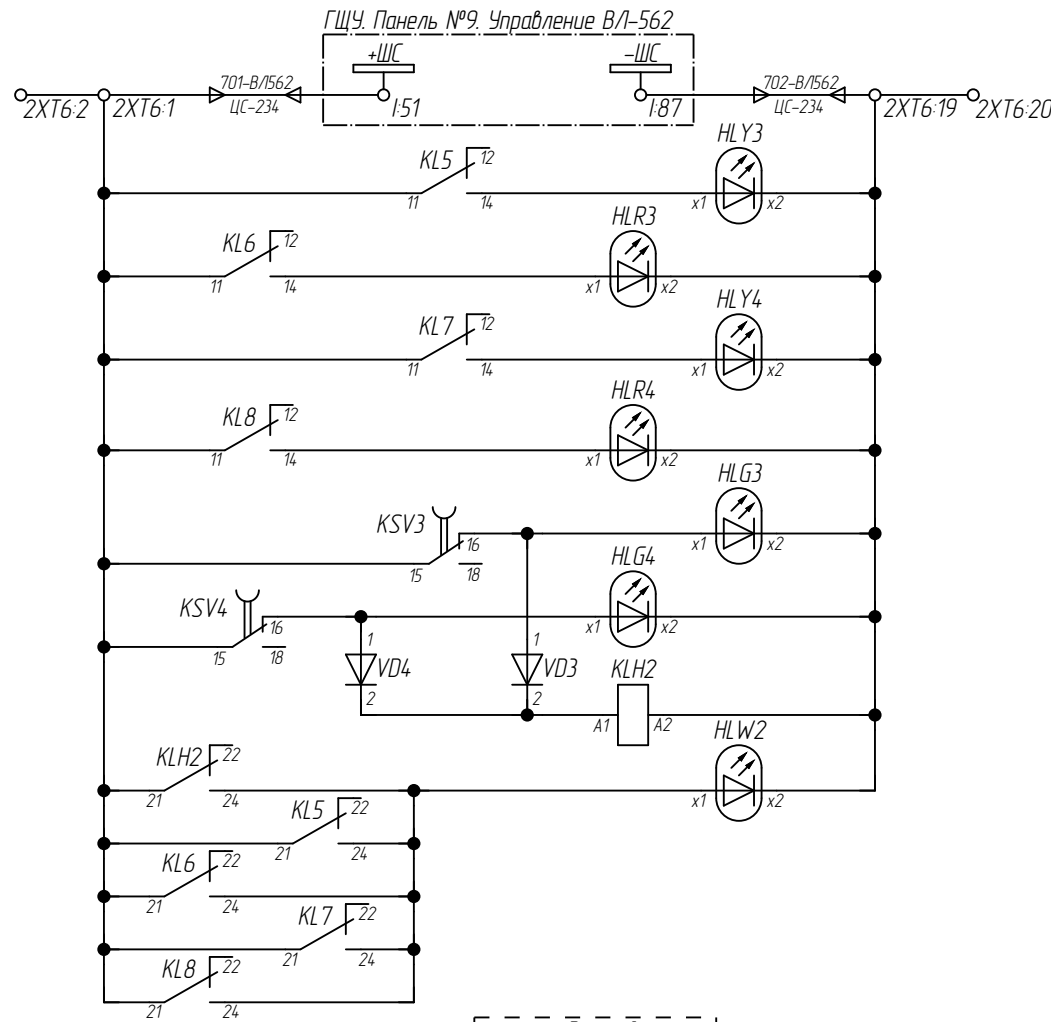 ГЩУ. Панель №9. Управление ВЛ-562
+ШС
-ШС
701-ВЛ562
702-ВЛ562
2ХТ6:2
2ХТ6:1
ЦС-234
I:51
I:87
ЦС-234
2ХТ6:19
2ХТ6:20
KL5
12
11
14
HLY3
x1
x2
KL6
12
11
14
HLR3
x1
x2
KL7
12
11
14
HLY4
x1
x2
KL8
12
11
14
HLR4
x1
x2
KSV3
16
15
18
HLG3
x1
x2
KSV4
16
15
18
HLG4
x1
x2
1
VD4
2
1
VD3
2
KLH2
A1
A2
KLH2
22
21
24
HLW2
x1
x2
KL5
22
21
24
KL6
22
21
24
KL7
22
21
24
KL8
22
21
24